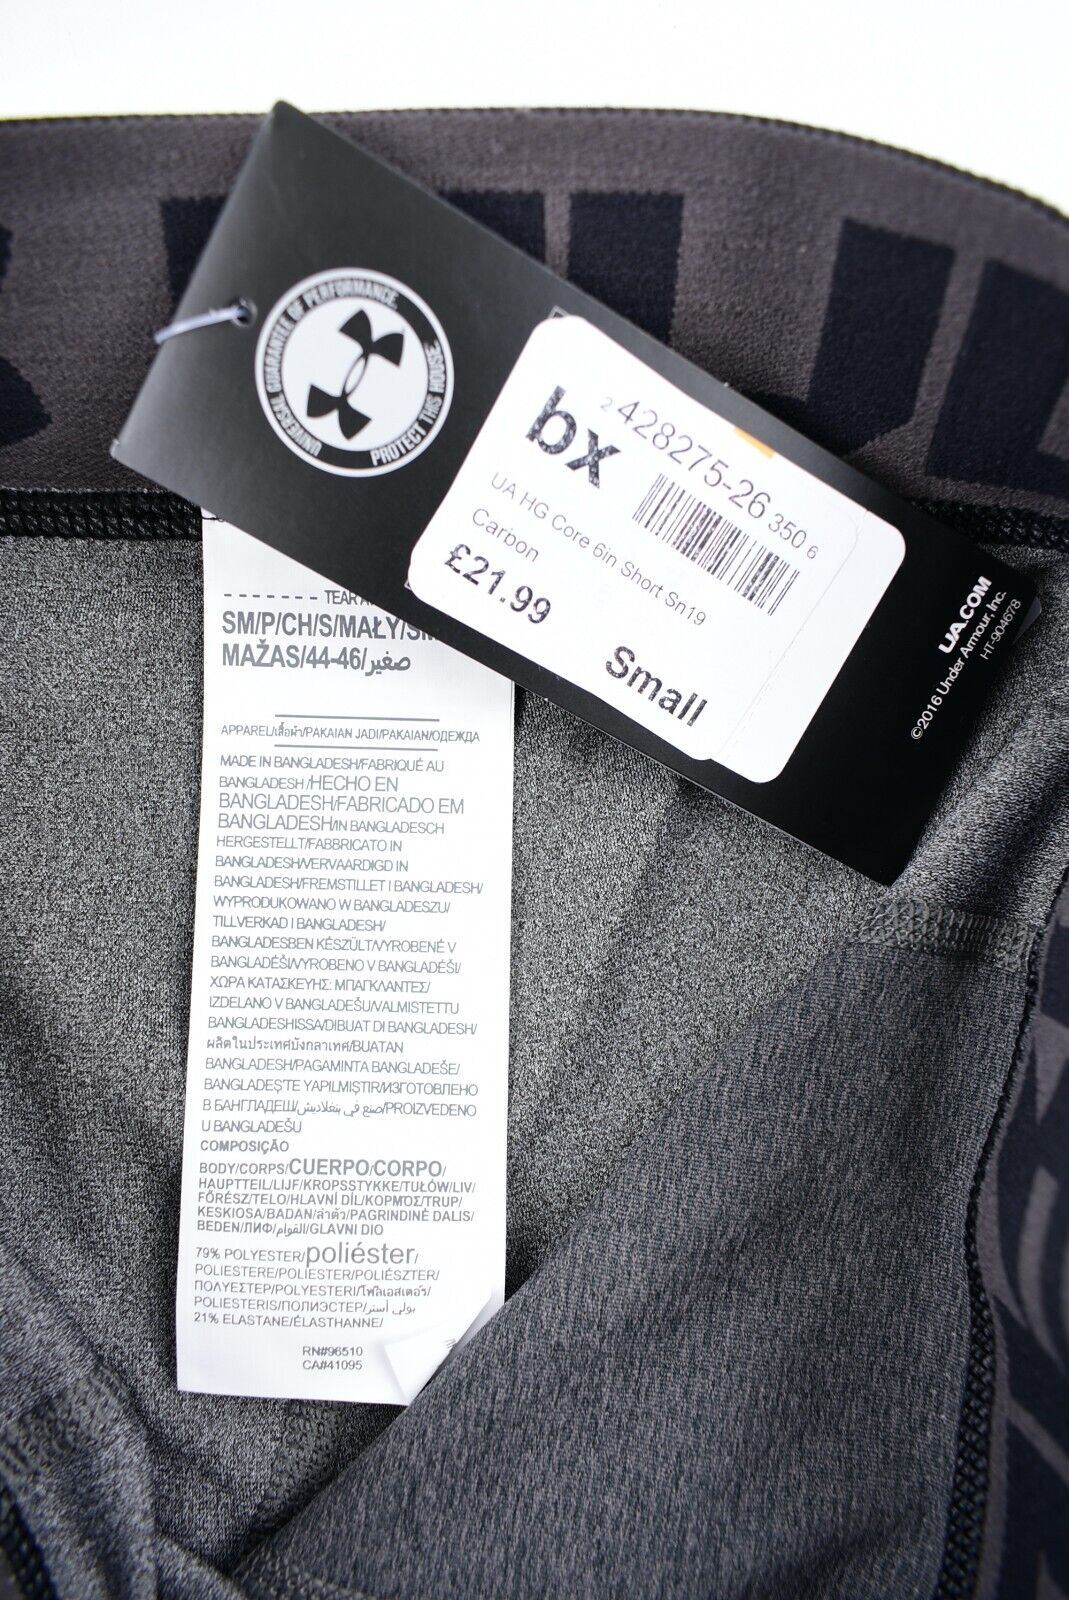 GUARANTEE OF PERFORMANCE.
PROTECT THIS HOUSE.
UNIVERSAL
bx
2 428275-26 350 6
UA HG Core 6in Short Sn19
Carbon
£21.99
Small
UA.COM
©2016 Under Armour, Inc.
HT-904678
TEAR
SM/P/CH/S/MAŁY/
MAŽAS/44-46/صغير
APPAREL/เสื้อผ้า/PAKAIAN JADI/PAKAIAN/ОДЕЖДА
MADE IN BANGLADESH/FABRIQUÉ AU
BANGLADESH/HECHO EN
BANGLADESH/FABRICADO EM
BANGLADESH/IN BANGLADESCH
HERGESTELLT/FABBRICATO IN
BANGLADESH/VERVAARDIGD IN
BANGLADESH/FREMSTILLET I BANGLADESH/
WYPRODUKOWANO W BANGLADESZU/
TILLVERKAD I BANGLADESH/
BANGLADESBEN KÉSZÜLT/VYROBENÉ V
BANGLADÉŠI/VYROBENO V BANGLADÉŠI/
ΧΩΡΑ ΚΑΤΑΣΚΕΥΗΣ: ΜΠΑΓΚΛΑΝΤΕΣ/
IZDELANO V BANGLADEŠU/VALMISTETTU
BANGLADESHISSA/DIBUAT DI BANGLADESH/
ผลิตในประเทศบังกลาเทศ/BUATAN
BANGLADESH/PAGAMINTA BANGLADEŠE/
BANGLADEŞ'TE YAPILMIŞTIR/ИЗГОТОВЛЕНО
В БАНГЛАДЕШ/صنع في بنغلاديش/PROIZVEDENO
U BANGLADEŠU
COMPOSIÇÃO
BODY/CORPS/CUERPO/CORPO/
HAUPTTEIL/LIJF/KROPSSTYKKE/TUŁÓW/LIV/
FŐRÉSZ/TELO/HLAVNÍ DÍL/ΚΟΡΜΟΣ/TRUP/
KESKIOSA/BADAN/ลำตัว/PAGRINDINĖ DALIS/
BEDEN/ЛИФ/القوام/GLAVNI DIO
79% POLYESTER/poliéster/
POLIESTERE/POLIESTER/POLIÉSZTER/
ΠΟΛΥΕΣΤΕΡ/POLYESTERI/โพลิเอสเตอร์/
POLIESTERIS/ПОЛИЭСТЕР/بولي أستر/
21% ELASTANE/ÉLASTHANNE/
RN#96510
CA#41095